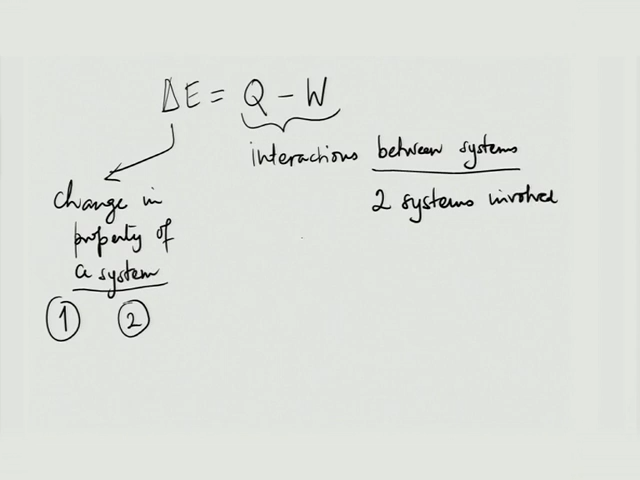 ΔE = Q - W
interactions between systems
2 systems involved
change in
property of
a system
1 2